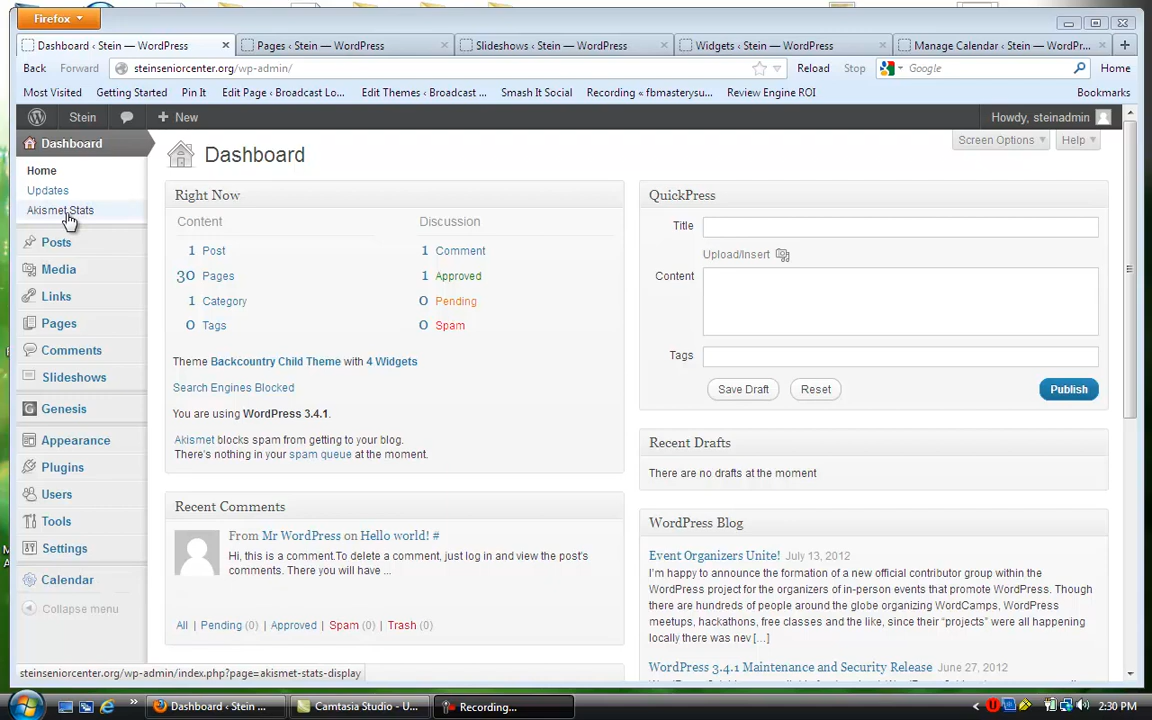 Firefox
Dashboard ‹ Stein — WordPress
Pages ‹ Stein — WordPress
Slideshows ‹ Stein — WordPress
Widgets ‹ Stein — WordPress
Manage Calendar ‹ Stein — WordPr...
Back
Forward
steinseniorcenter.org/wp-admin/
Reload
Stop
Google
Home
Most Visited
Getting Started
Pin It
Edit Page ‹ Broadcast Lo...
Edit Themes ‹ Broadcast ...
Smash It Social
Recording « fbmasterysu...
Review Engine ROI
Bookmarks
Stein
+ New
Howdy, steinadmin
Dashboard
Home
Updates
Akismet Stats
Posts
Media
Links
Pages
Comments
Slideshows
Genesis
Appearance
Plugins
Users
Tools
Settings
Calendar
Collapse menu
Dashboard
Screen Options
Help
Right Now
Content
Discussion
1 Post
1 Comment
30 Pages
1 Approved
1 Category
0 Pending
0 Tags
0 Spam
Theme Backcountry Child Theme with 4 Widgets
Search Engines Blocked
You are using WordPress 3.4.1.
Akismet blocks spam from getting to your blog.
There's nothing in your spam queue at the moment.
Recent Comments
From Mr WordPress on Hello world! #
Hi, this is a comment.To delete a comment, just log in and view the post's
comments. There you will have ...
All | Pending (0) | Approved | Spam (0) | Trash (0)
QuickPress
Title
Upload/Insert
Content
Tags
Save Draft
Reset
Publish
Recent Drafts
There are no drafts at the moment
WordPress Blog
Event Organizers Unite! July 13, 2012
I'm happy to announce the formation of a new official contributor group within the
WordPress project for the organizers of in-person events that promote WordPress. Though
there are hundreds of people around the globe organizing WordCamps, WordPress
meetups, hackathons, free classes and the like, since their "projects" were all happening
locally there was nev [...]
WordPress 3.4.1 Maintenance and Security Release June 27, 2012
steinseniorcenter.org/wp-admin/index.php?page=akismet-stats-display
Dashboard ‹ Stein ...
Camtasia Studio - U...
Recording...
2:30 PM